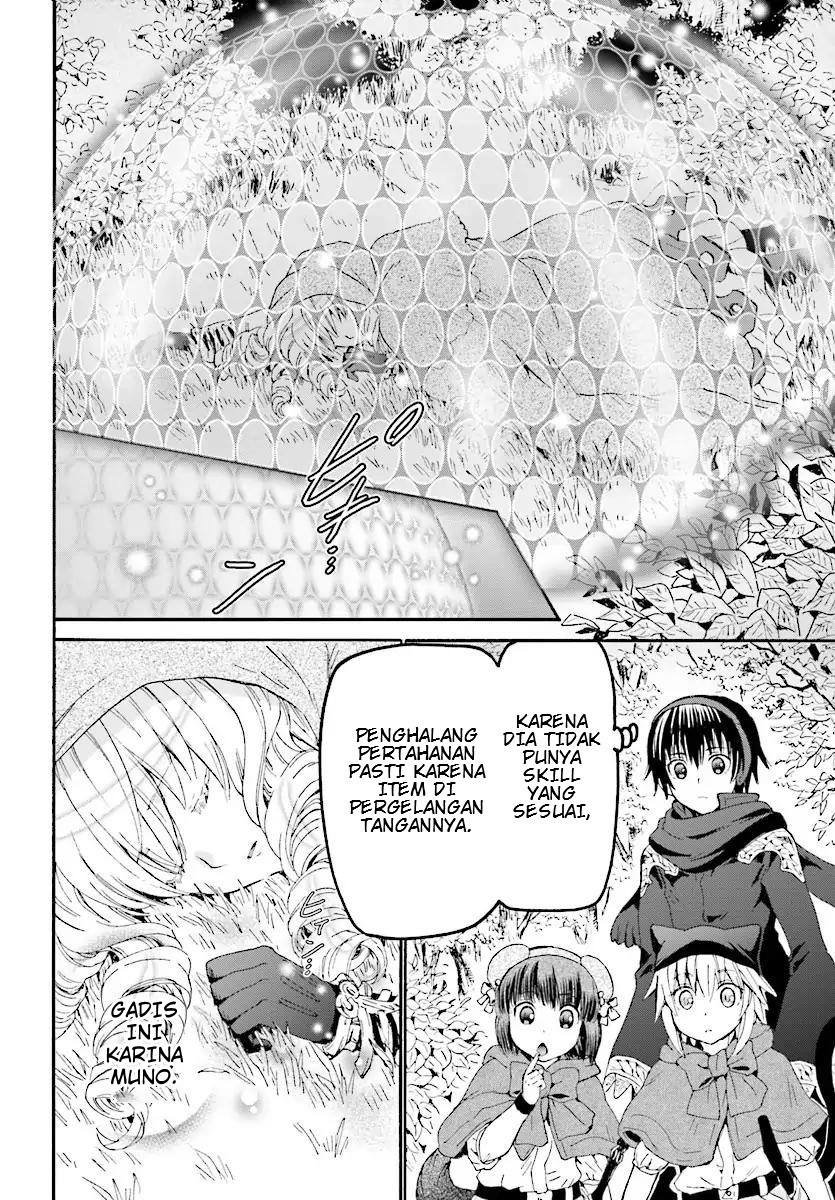 ピキ…ン
KARENA
DIA TIDAK
PUNYA
SKILL
YANG
SESUAI,
PENGHALANG
PERTAHANAN
PASTI KARENA
ITEM DI
PERGELANGAN
TANGANNYA.
GADIS
INI
KARINA
MUNO.